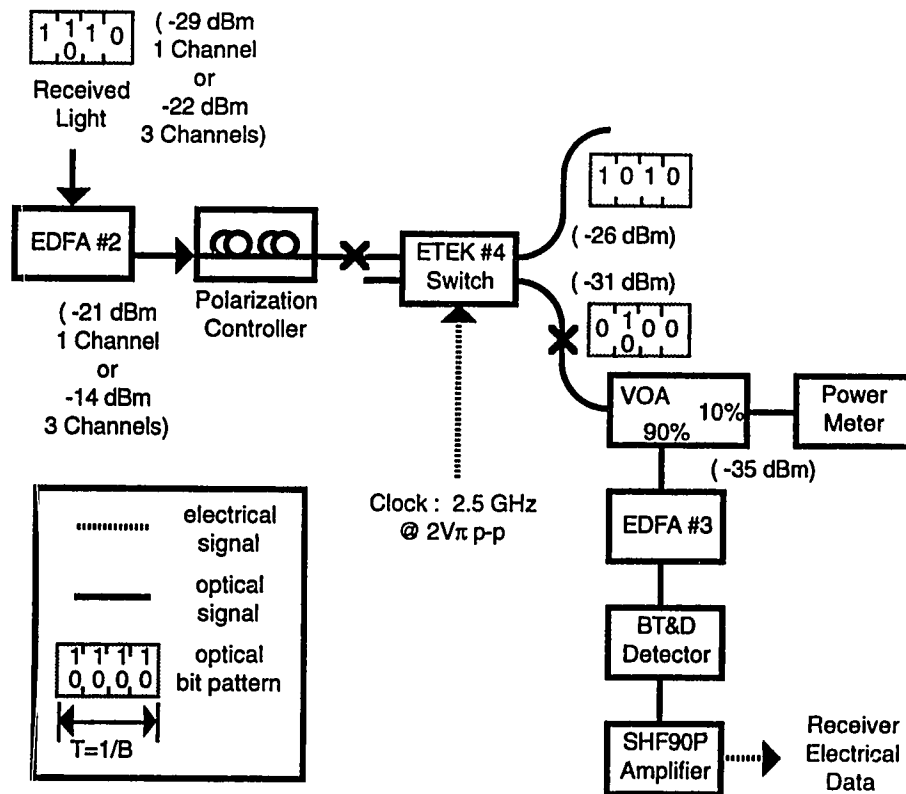 1 1 1 0
0
Received
Light
( -29 dBm
1 Channel
or
-22 dBm
3 Channels)
EDFA #2
( -21 dBm
1 Channel
or
-14 dBm
3 Channels)
Polarization
Controller
ETEK #4
Switch
1 0 1 0
( -26 dBm)
( -31 dBm)
0 1 0 0
0
VOA
10%
90%
Power
Meter
( -35 dBm)
Clock : 2.5 GHz
@ 2Vπ p-p
EDFA #3
BT&D
Detector
SHF90P
Amplifier
Receiver
Electrical
Data
electrical
signal
optical
signal
1 1 1 1
0 0 0 0
optical
bit pattern
T=1/B